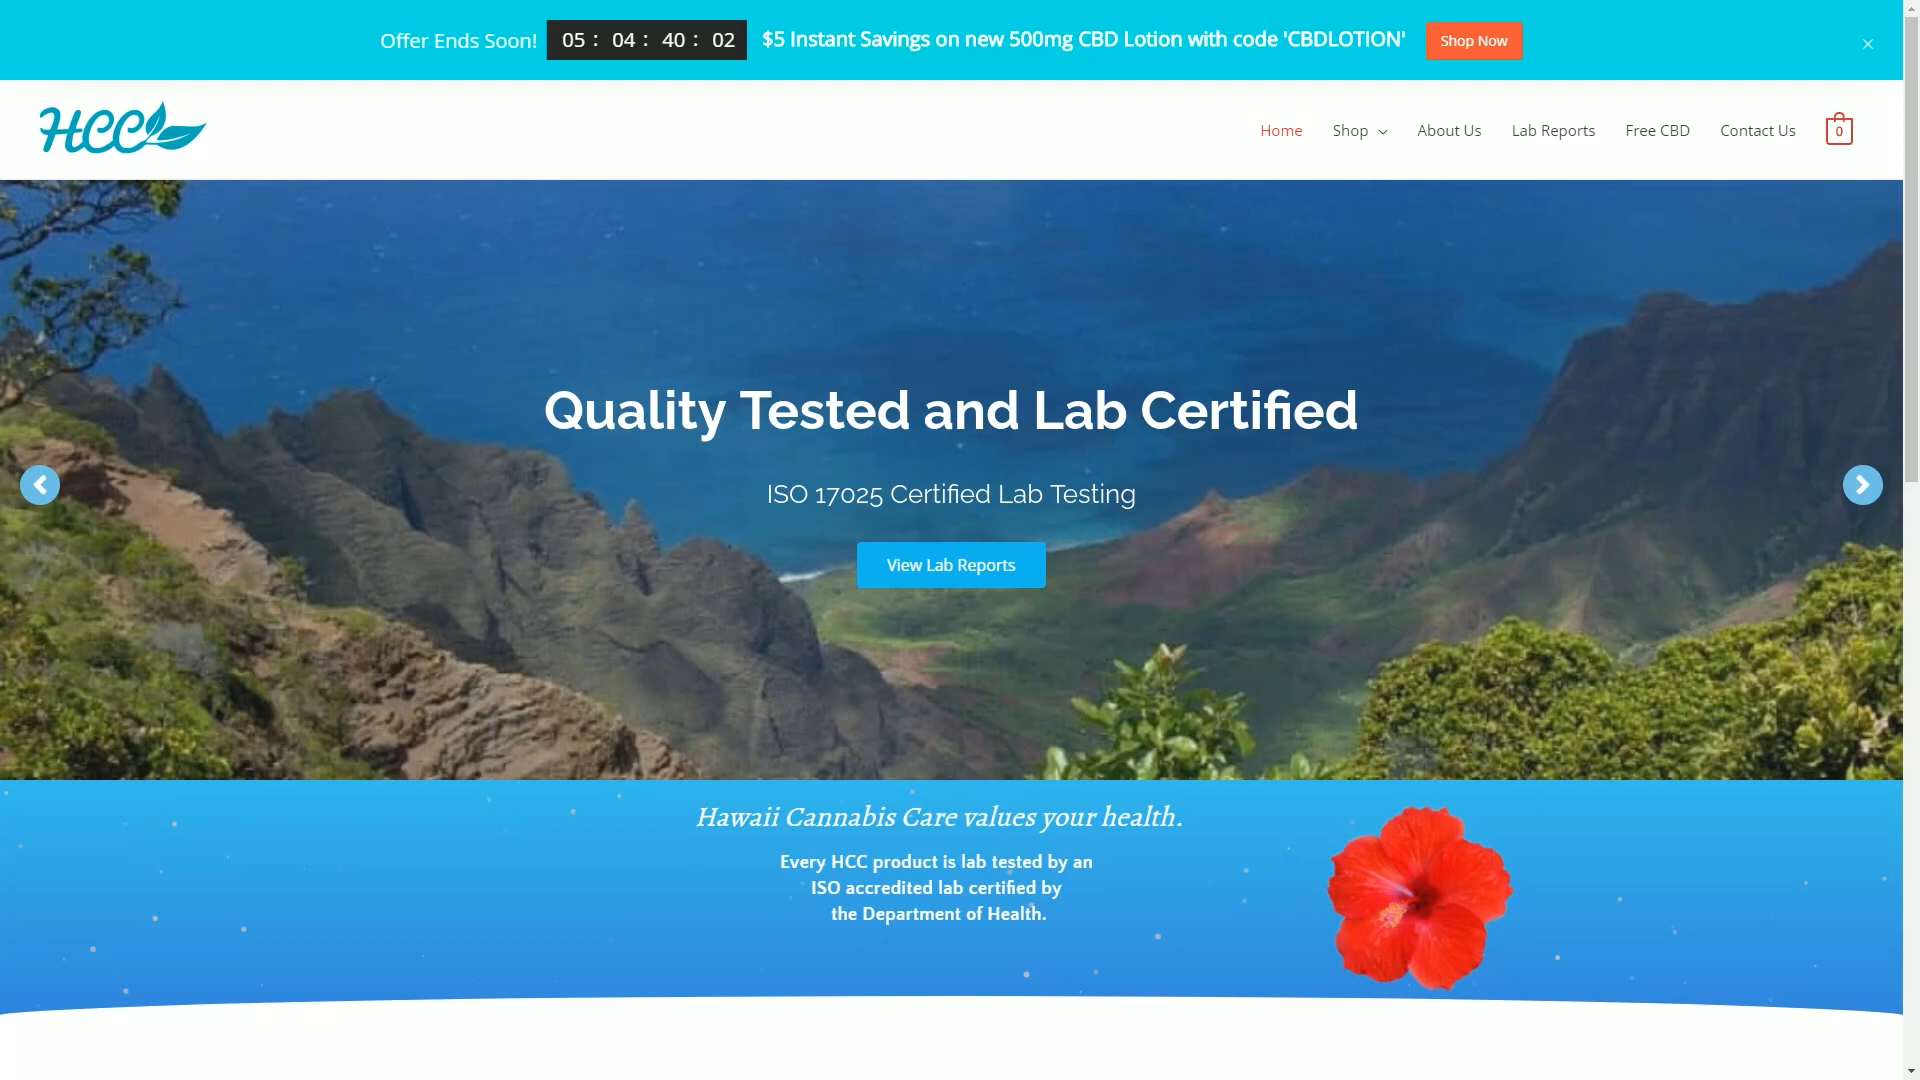 Offer Ends Soon! 05 : 04 : 40 : 02 $5 Instant Savings on new 500mg CBD Lotion with code 'CBDLOTION' Shop Now
HCC Home Shop About Us Lab Reports Free CBD Contact Us 0
Quality Tested and Lab Certified
ISO 17025 Certified Lab Testing
View Lab Reports
Hawaii Cannabis Care values your health.
Every HCC product is lab tested by an
ISO accredited lab certified by
the Department of Health.